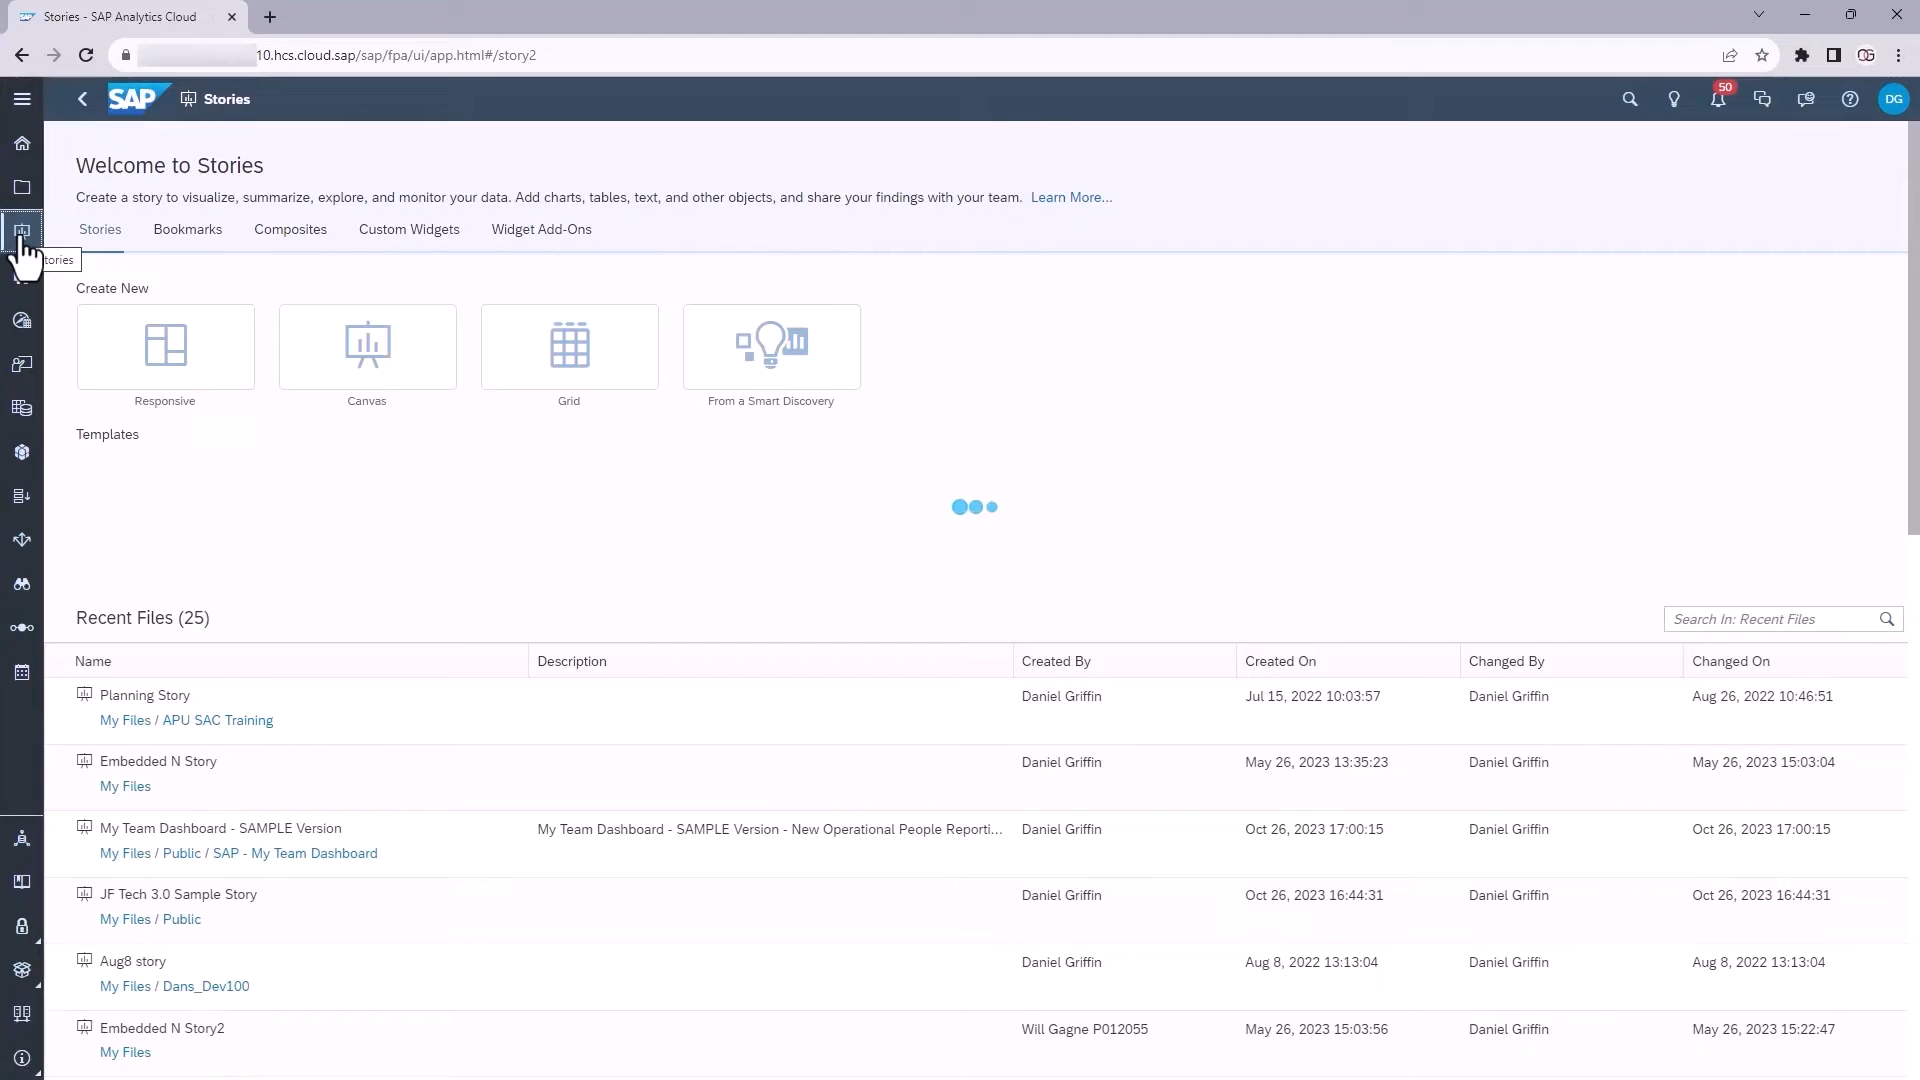 Stories - SAP Analytics Cloud
10.hcs.cloud.sap/sap/fpa/ui/app.html#/story2
SAP Stories
50
DG
Welcome to Stories
Create a story to visualize, summarize, explore, and monitor your data. Add charts, tables, text, and other objects, and share your findings with your team. Learn More...
Stories Bookmarks Composites Custom Widgets Widget Add-Ons
tories
Create New
Responsive Canvas Grid From a Smart Discovery
Templates
Recent Files (25)
Search In: Recent Files
Name Description Created By Created On Changed By Changed On
Planning Story Daniel Griffin Jul 15, 2022 10:03:57 Daniel Griffin Aug 26, 2022 10:46:51
My Files / APU SAC Training
Embedded N Story Daniel Griffin May 26, 2023 13:35:23 Daniel Griffin May 26, 2023 15:03:04
My Files
My Team Dashboard - SAMPLE Version My Team Dashboard - SAMPLE Version - New Operational People Reporti... Daniel Griffin Oct 26, 2023 17:00:15 Daniel Griffin Oct 26, 2023 17:00:15
My Files / Public / SAP - My Team Dashboard
JF Tech 3.0 Sample Story Daniel Griffin Oct 26, 2023 16:44:31 Daniel Griffin Oct 26, 2023 16:44:31
My Files / Public
Aug8 story Daniel Griffin Aug 8, 2022 13:13:04 Daniel Griffin Aug 8, 2022 13:13:04
My Files / Dans_Dev100
Embedded N Story2 Will Gagne P012055 May 26, 2023 15:03:56 Daniel Griffin May 26, 2023 15:22:47
My Files